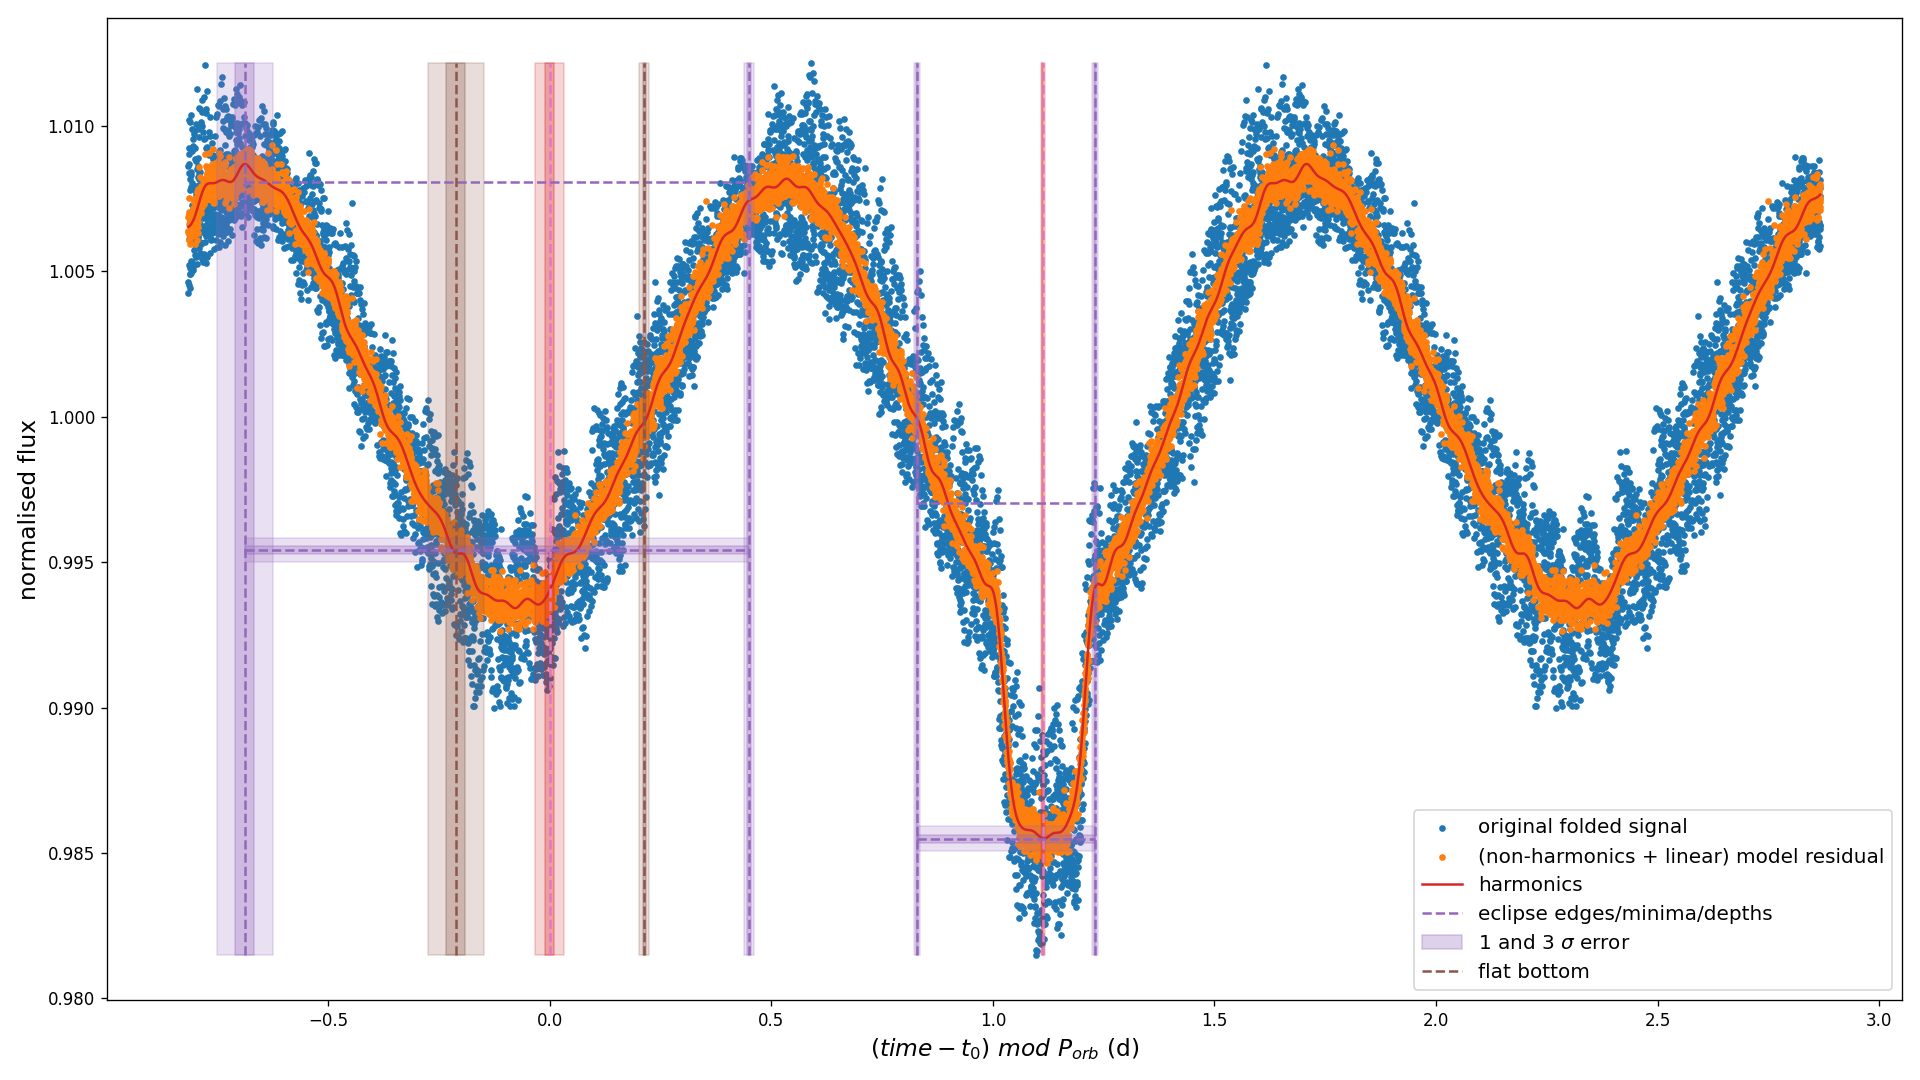 normalised flux
1.010
1.005
1.000
0.995
0.990
0.985
0.980
−0.5 0.0 0.5 1.0 1.5 2.0 2.5 3.0
(time − t₀) mod Pₒᵣᵦ (d)
original folded signal
(non-harmonics + linear) model residual
harmonics
eclipse edges/minima/depths
1 and 3 σ error
flat bottom